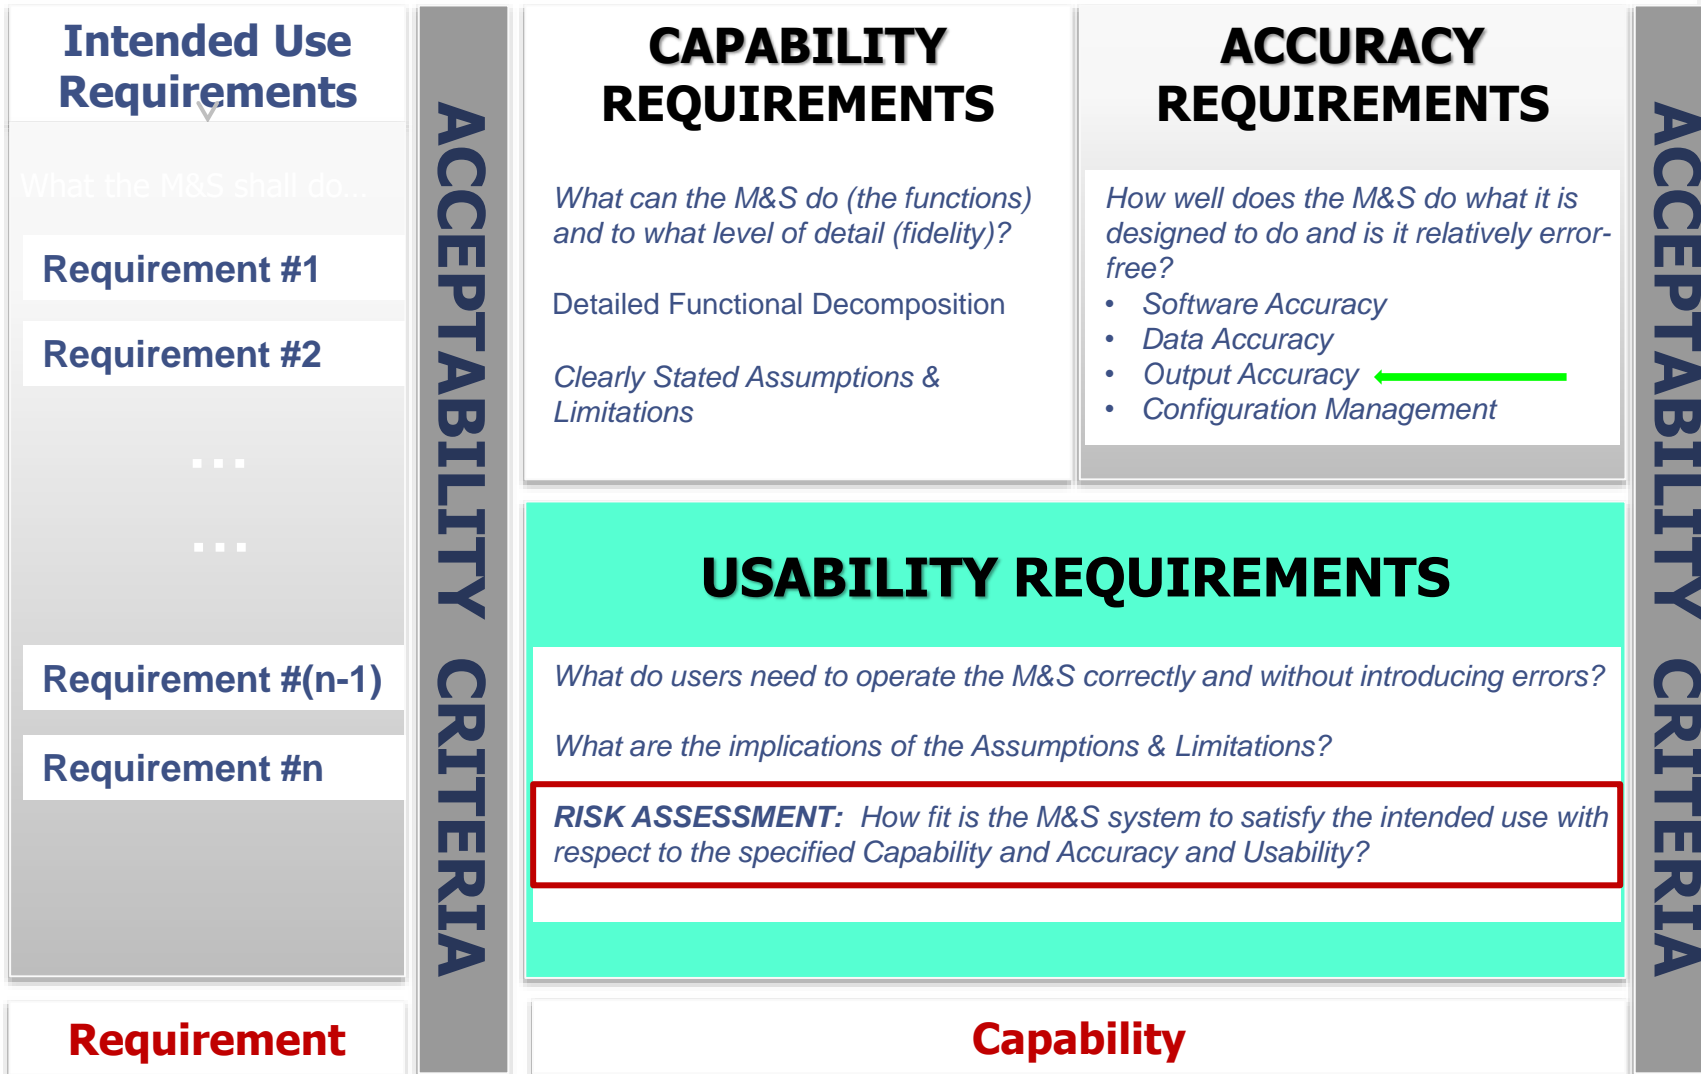 Intended Use
Requirements
What the M&S shall do...
Requirement #1
Requirement #2
...
...
Requirement #(n-1)
Requirement #n
Requirement
ACCEPTABILITY CRITERIA
CAPABILITY
REQUIREMENTS
What can the M&S do (the functions)
and to what level of detail (fidelity)?
Detailed Functional Decomposition
Clearly Stated Assumptions &
Limitations
ACCURACY
REQUIREMENTS
How well does the M&S do what it is
designed to do and is it relatively error-
free?
• Software Accuracy
• Data Accuracy
• Output Accuracy
• Configuration Management
USABILITY REQUIREMENTS
What do users need to operate the M&S correctly and without introducing errors?
What are the implications of the Assumptions & Limitations?
RISK ASSESSMENT: How fit is the M&S system to satisfy the intended use with
respect to the specified Capability and Accuracy and Usability?
Capability
ACCEPTABILITY CRITERIA